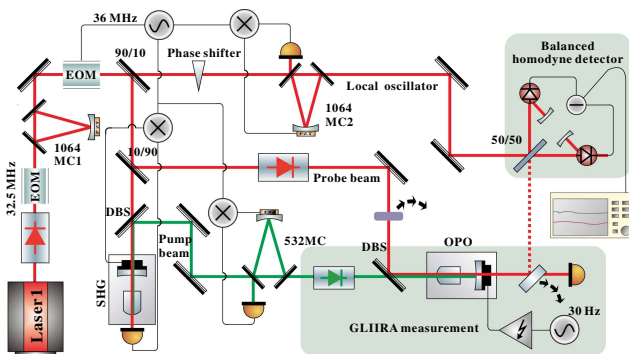 36 MHz
90/10
Phase shifter
EOM
Local oscillator
Balanced
homodyne detector
1064
MC1
PZT
1064
MC2
PZT
50/50
32.5 MHz
EOM
10/90
Probe beam
DBS
Pump
beam
532MC
DBS
OPO
SHG
Laser1
GLIIRA measurement
30 Hz